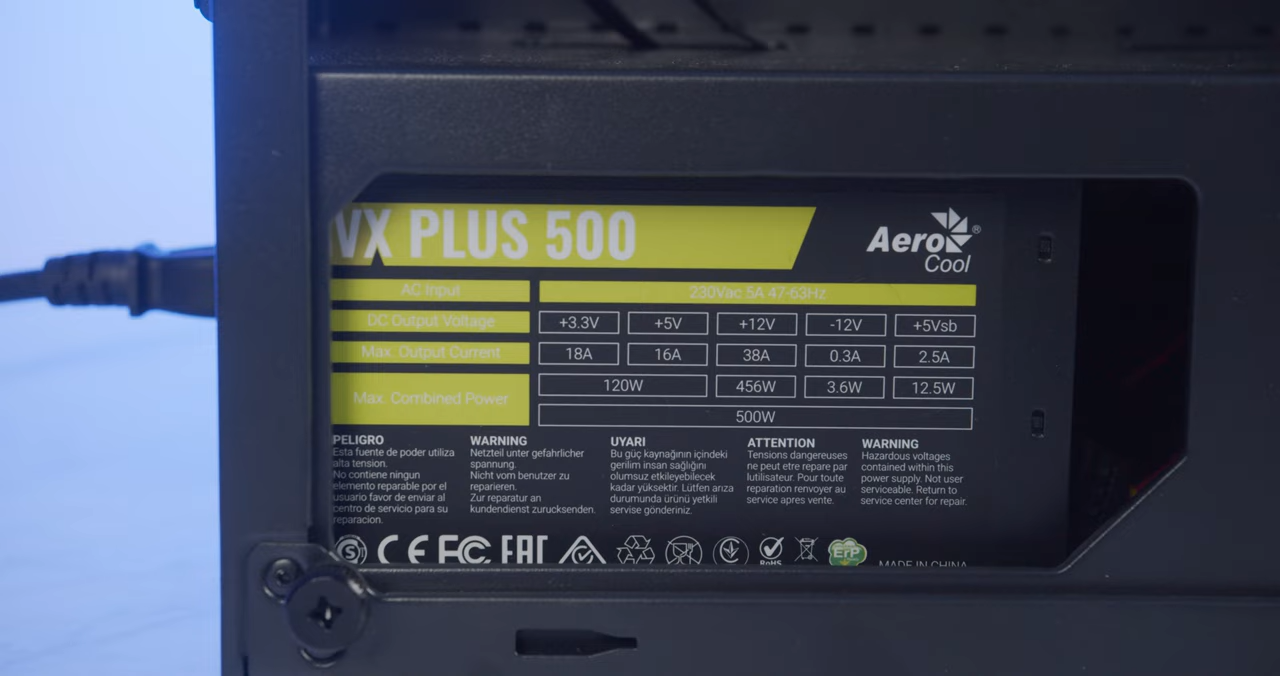 VX PLUS 500
Aero
Cool
®
AC Input
230Vac 5A 47-63Hz
DC Output Voltage
+3.3V
+5V
+12V
-12V
+5Vsb
Max. Output Current
18A
16A
38A
0.3A
2.5A
Max. Combined Power
120W
456W
3.6W
12.5W
500W
PELIGRO
Esta fuente de poder utiliza
alta tension.
No contiene ningun
elemento reparable por el
usuario favor de enviar al
centro de servicio para su
reparacion.
WARNING
Netzteil unter gefahrlicher
spannung.
Nicht vom benutzer zu
reparieren.
Zur reparatur an
kundendienst zurucksenden.
UYARI
Bu güç kaynağının içindeki
gerilim insan sağlığını
olumsuz etkileyebilecek
kadar yüksektir. Lütfen arıza
durumunda ürünü yetkili
servise gönderiniz.
ATTENTION
Tensions dangereuses
ne peut etre repare par
lutilisateur. Pour toute
reparation renvoyer au
service apres vente.
WARNING
Hazardous voltages
contained within this
power supply. Not user
serviceable. Return to
service center for repair.
S
CE
FC
EAC
RoHS
ErP
MADE IN CHINA